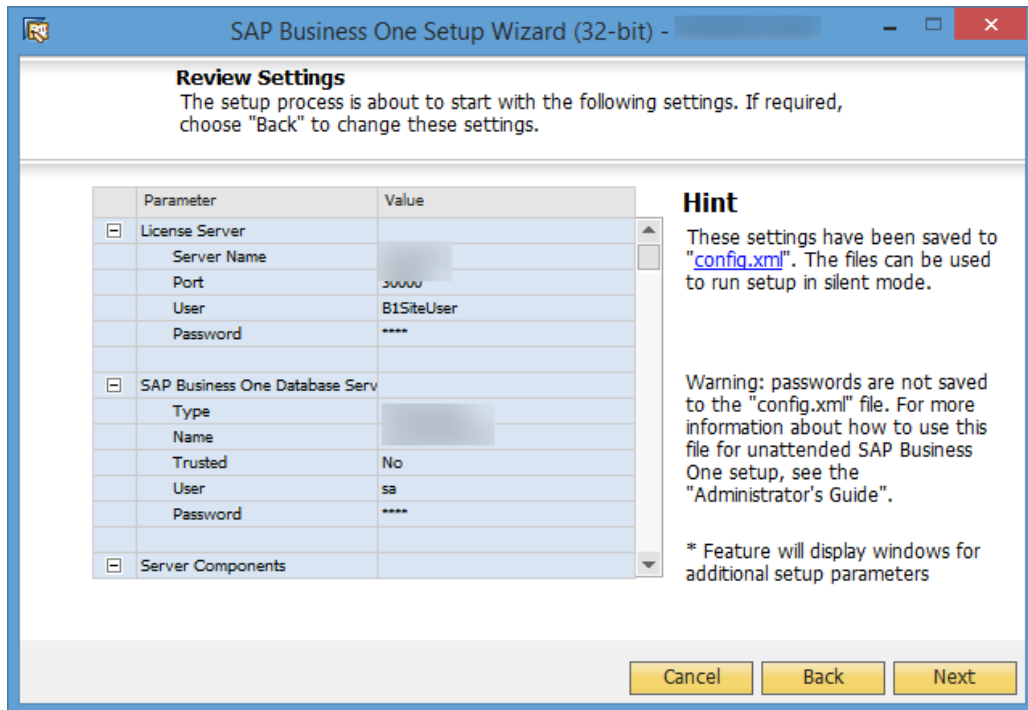 SAP Business One Setup Wizard (32-bit) -
Review Settings
The setup process is about to start with the following settings. If required,
choose "Back" to change these settings.
Parameter Value
License Server
Server Name
Port 30000
User B1SiteUser
Password ****
SAP Business One Database Serv
Type
Name
Trusted No
User sa
Password ****
Server Components
Hint
These settings have been saved to
"config.xml". The files can be used
to run setup in silent mode.
Warning: passwords are not saved
to the "config.xml" file. For more
information about how to use this
file for unattended SAP Business
One setup, see the
"Administrator's Guide".
* Feature will display windows for
additional setup parameters
Cancel Back Next